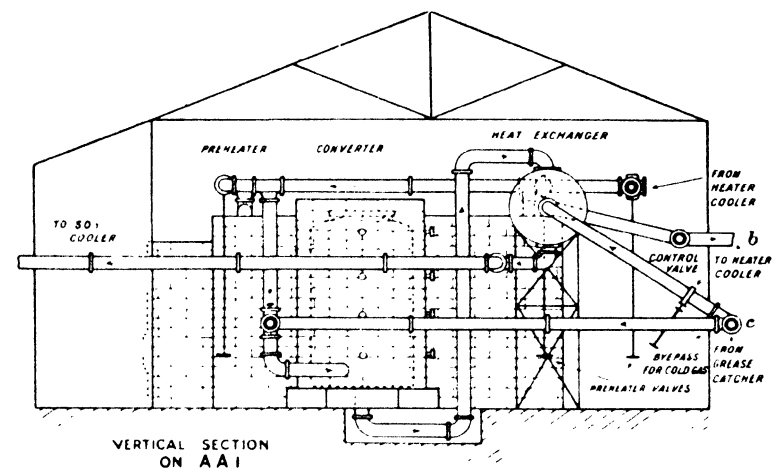 HEAT EXCHANGER
PREHEATER
CONVERTER
FROM
HEATER
COOLER
TO SO3
COOLER
b
CONTROL
VALVE
TO HEATER
COOLER
c
BYEPASS
FOR COLD GAS
FROM
GREASE
CATCHER
PREHEATER VALVES
VERTICAL SECTION
ON AA1